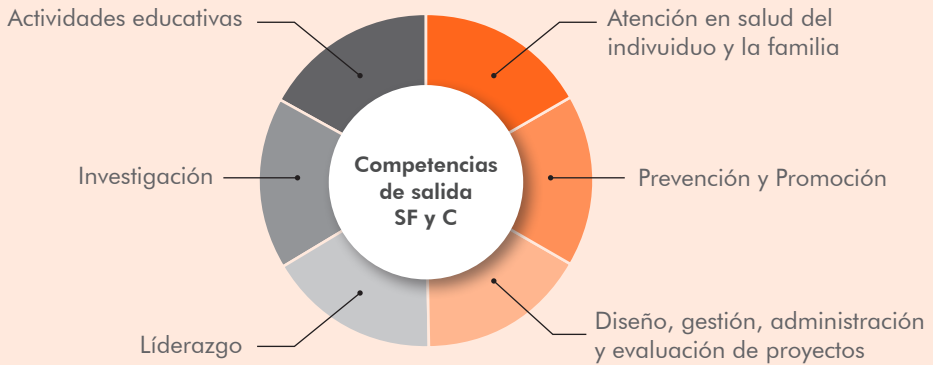 Actividades educativas
Atención en salud del
indivuiduo y la familia
Competencias
de salida
SF y C
Investigación
Prevención y Promoción
Líderazgo
Diseño, gestión, administración
y evaluación de proyectos